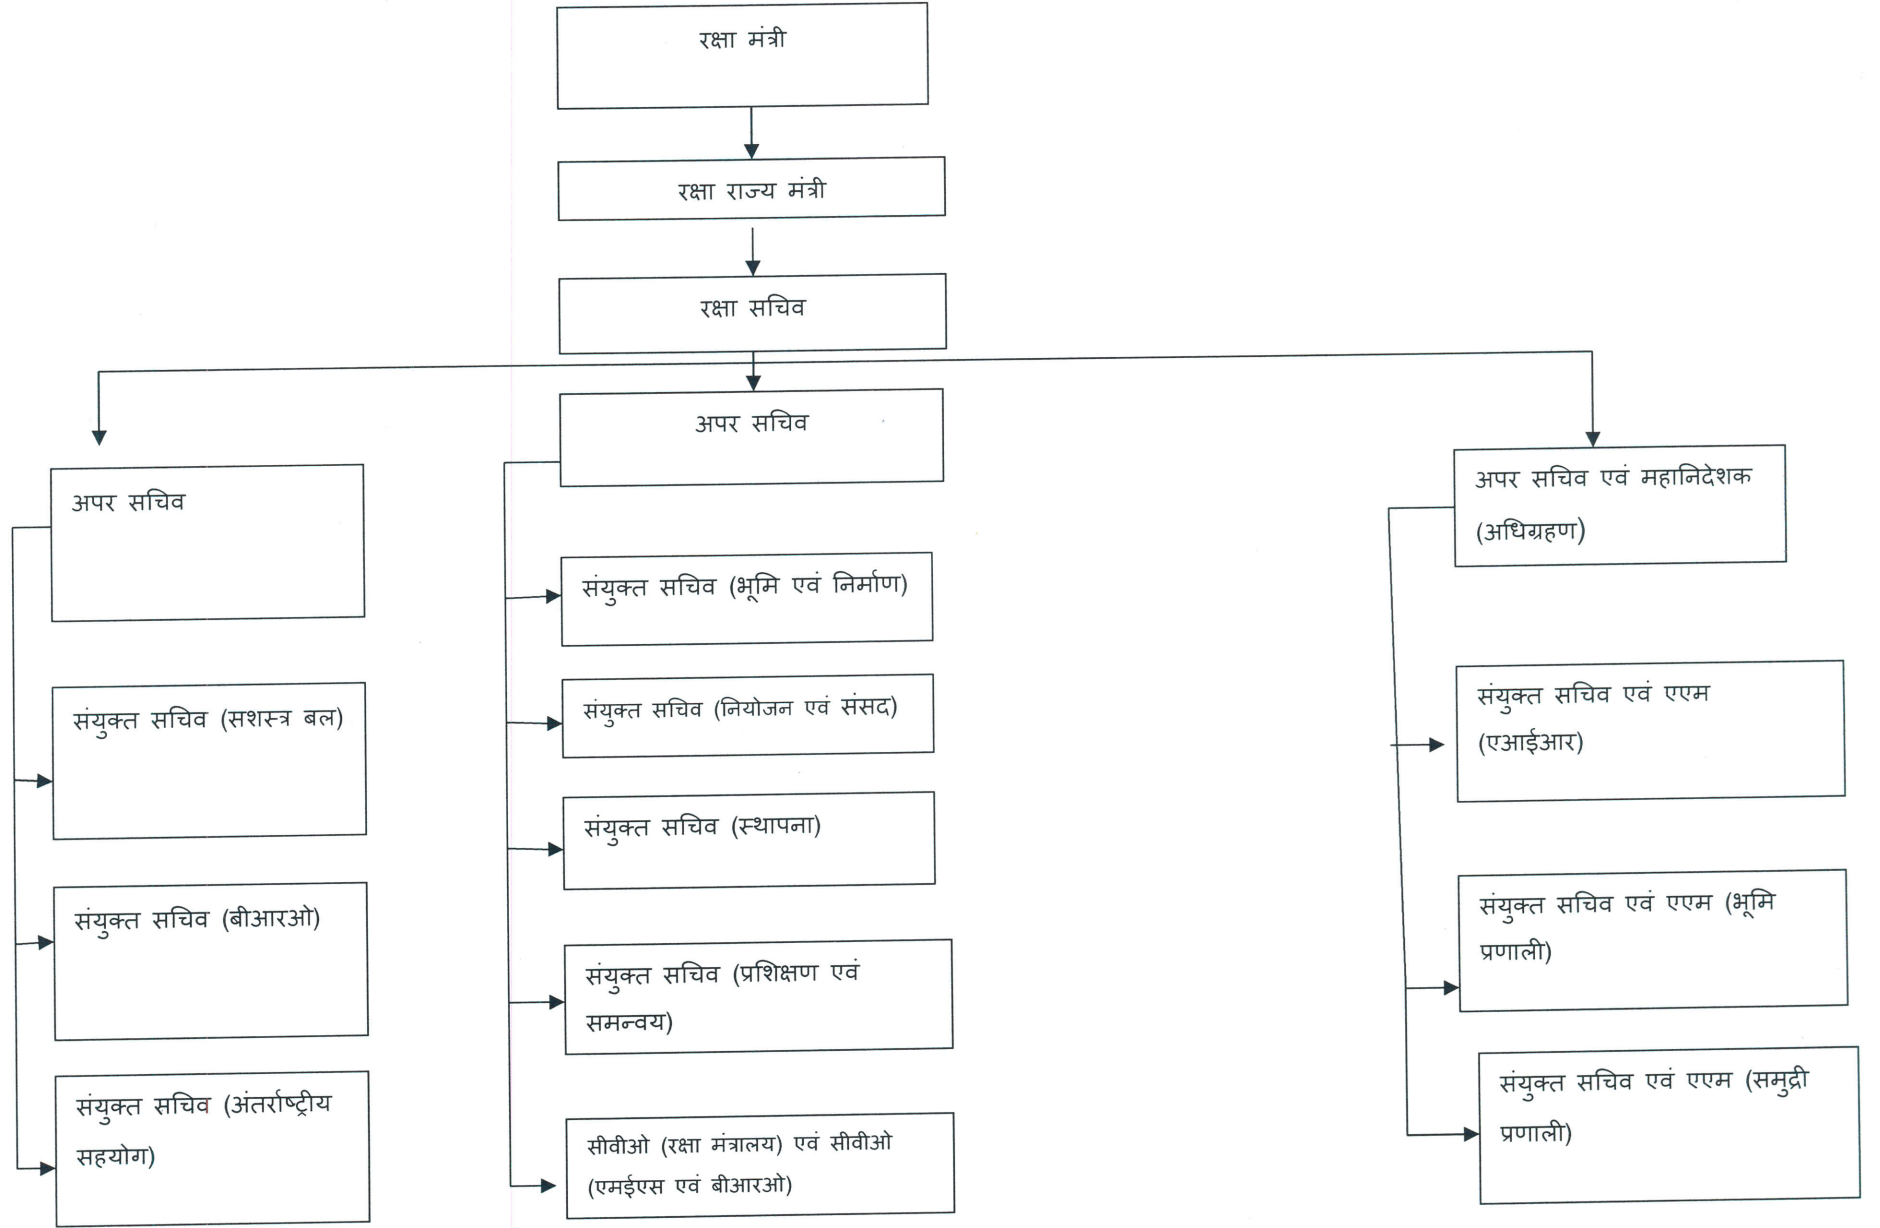 रक्षा मंत्री
रक्षा राज्य मंत्री
रक्षा सचिव
अपर सचिव
संयुक्त सचिव (सशस्त्र बल)
संयुक्त सचिव (बीआरओ)
संयुक्त सचिव (अंतर्राष्ट्रीय
सहयोग)
अपर सचिव
संयुक्त सचिव (भूमि एवं निर्माण)
संयुक्त सचिव (नियोजन एवं संसद)
संयुक्त सचिव (स्थापना)
संयुक्त सचिव (प्रशिक्षण एवं
समन्वय)
सीवीओ (रक्षा मंत्रालय) एवं सीवीओ
(एमईएस एवं बीआरओ)
अपर सचिव एवं महानिदेशक
(अधिग्रहण)
संयुक्त सचिव एवं एएम
(एआईआर)
संयुक्त सचिव एवं एएम (भूमि
प्रणाली)
संयुक्त सचिव एवं एएम (समुद्री
प्रणाली)